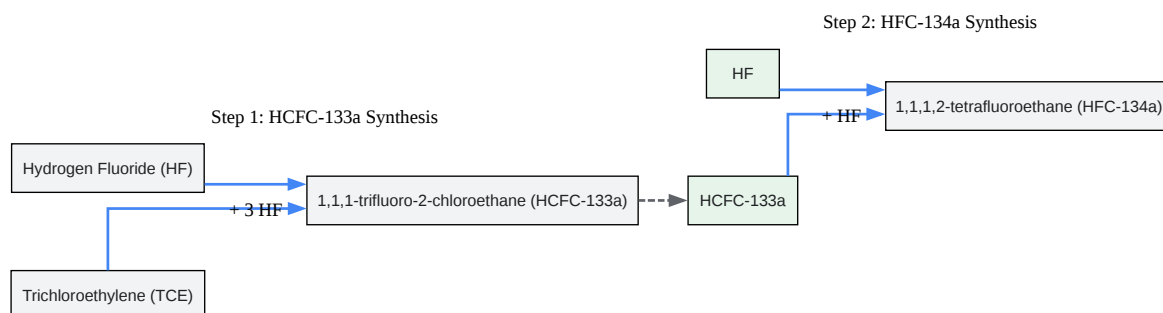 Step 2: HFC-134a Synthesis
HF
1,1,1,2-tetrafluoroethane (HFC-134a)
+ HF
Step 1: HCFC-133a Synthesis
Hydrogen Fluoride (HF)
1,1,1-trifluoro-2-chloroethane (HCFC-133a)
HCFC-133a
+ 3 HF
Trichloroethylene (TCE)